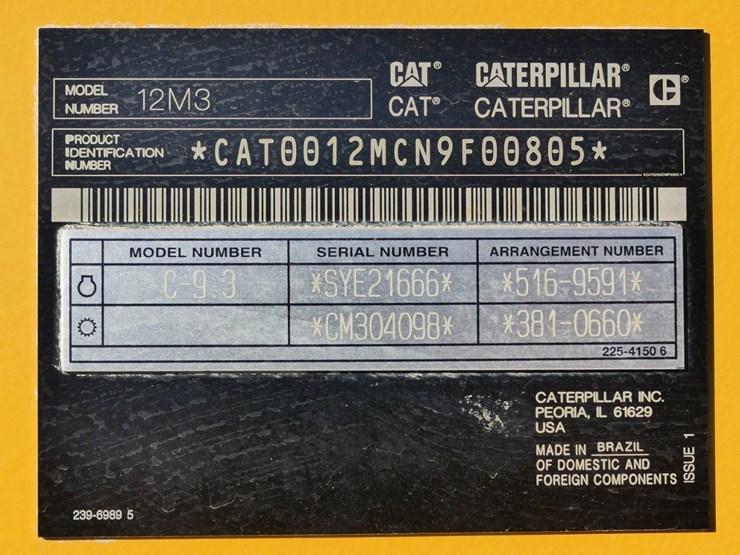 CAT® CATERPILLAR®
CAT® CATERPILLAR® C®
MODEL NUMBER 12M3
PRODUCT IDENTIFICATION NUMBER *CAT0012MCN9F00805*
MODEL NUMBER SERIAL NUMBER ARRANGEMENT NUMBER
C-9.3 *SYE21666* *516-9591*
*CM304098* *381-0660*
225-4150 6
CATERPILLAR INC.
PEORIA, IL 61629
USA
MADE IN BRAZIL
OF DOMESTIC AND
FOREIGN COMPONENTS
ISSUE 1
239-6989 5